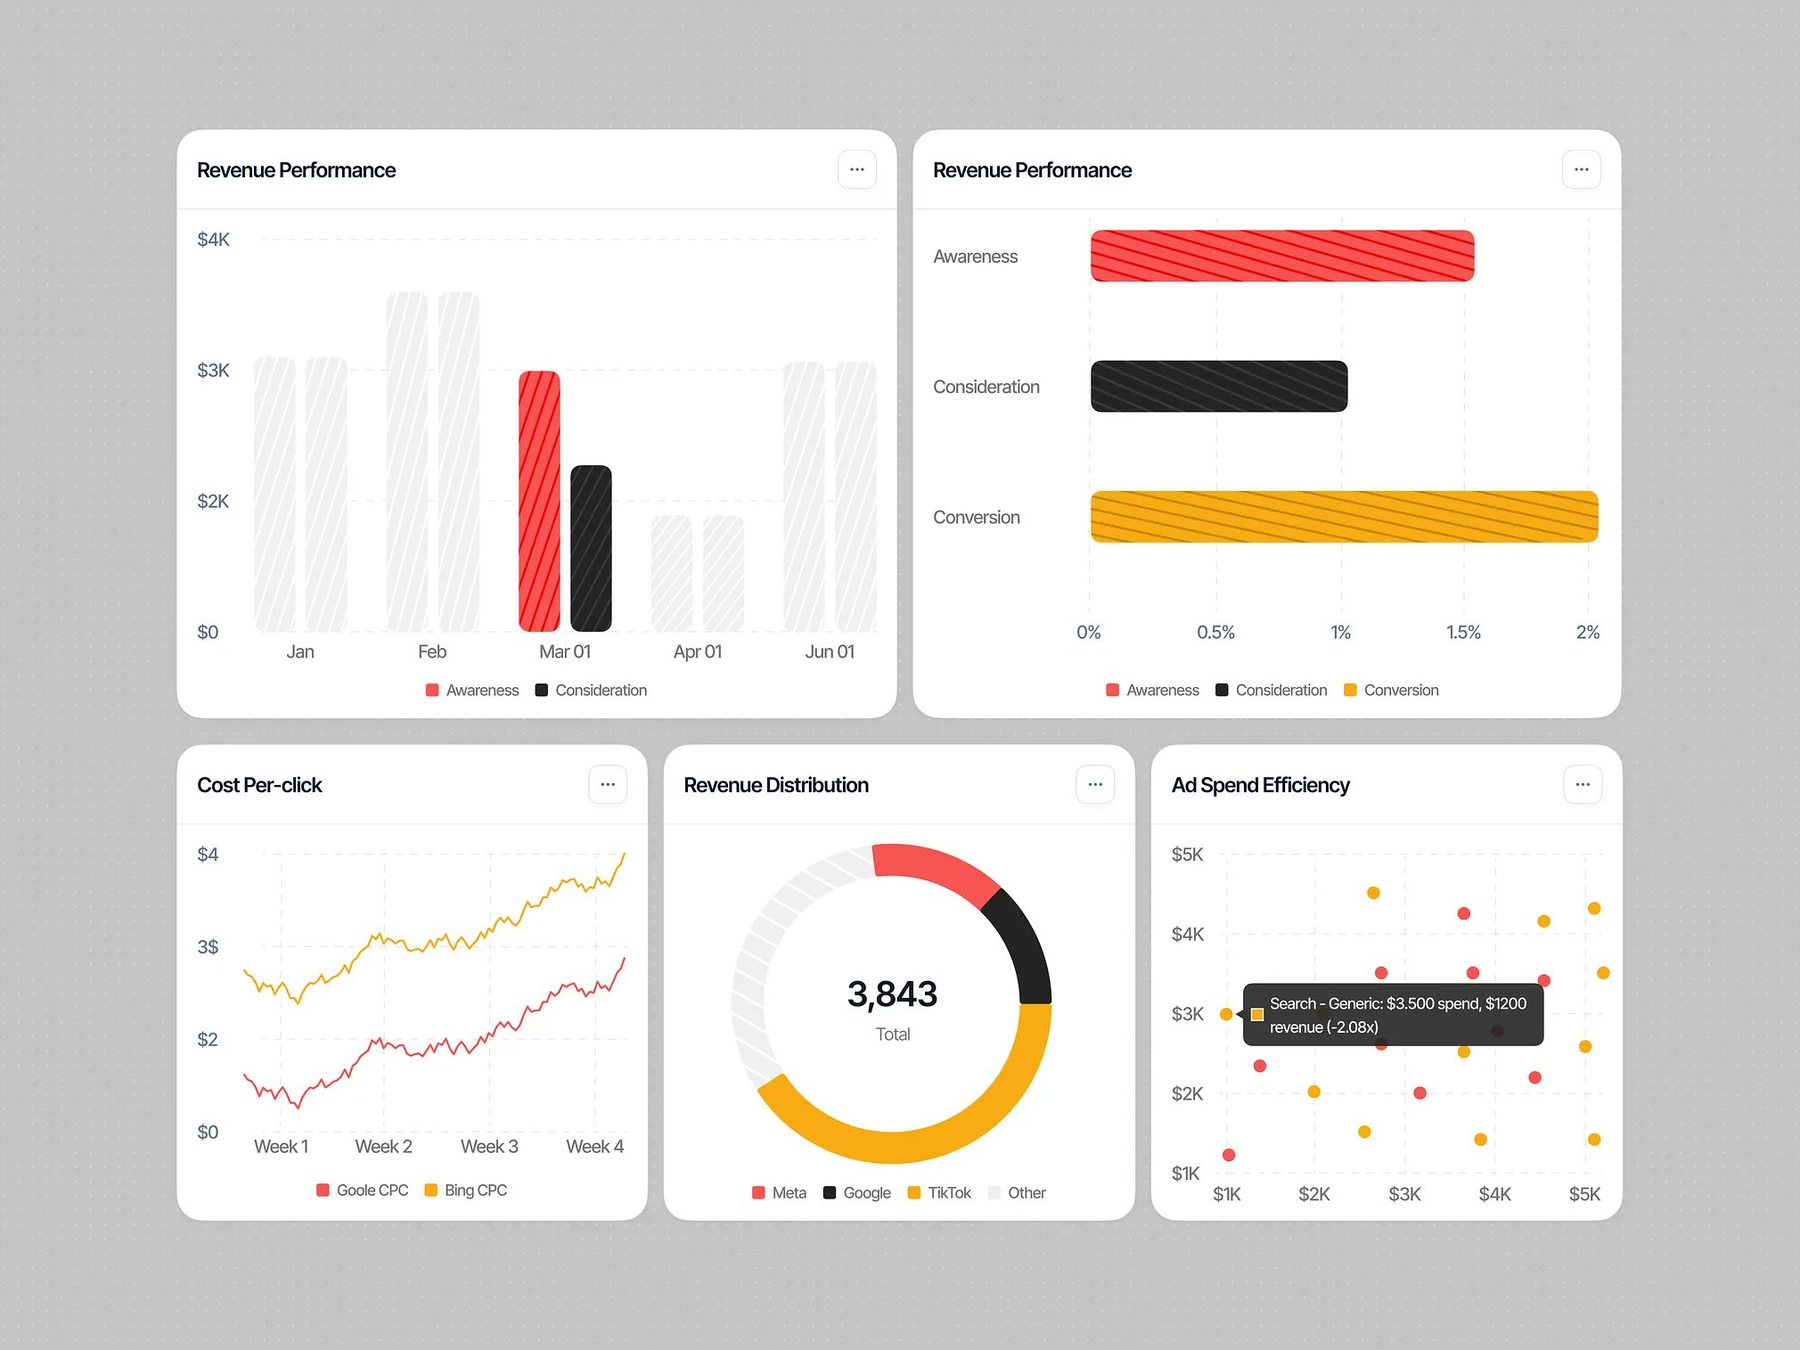 Revenue Performance
$4K
$3K
$2K
$0
Jan Feb Mar 01 Apr 01 Jun 01
Awareness Consideration
Revenue Performance
Awareness
Consideration
Conversion
0% 0.5% 1% 1.5% 2%
Awareness Consideration Conversion
Cost Per-click
$4
3$
$2
$0
Week 1 Week 2 Week 3 Week 4
Goole CPC Bing CPC
Revenue Distribution
3,843
Total
Meta Google TikTok Other
Ad Spend Efficiency
$5K
$4K
$3K
Search - Generic: $3.500 spend, $1200
revenue (-2.08x)
$2K
$1K
$1K $2K $3K $4K $5K